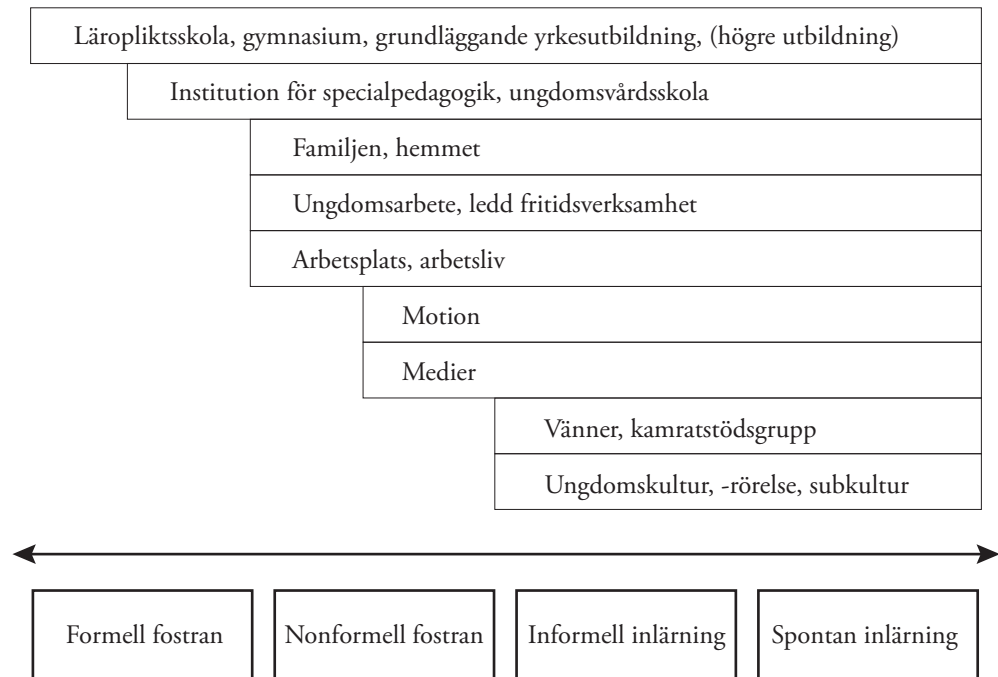 Läropliktsskola, gymnasium, grundläggande yrkesutbildning, (högre utbildning)
Institution för specialpedagogik, ungdomsvårdsskola
Familjen, hemmet
Ungdomsarbete, ledd fritidsverksamhet
Arbetsplats, arbetsliv
Motion
Medier
Vänner, kamratstödsgrupp
Ungdomskultur, -rörelse, subkultur
Formell fostran
Nonformell fostran
Informell inlärning
Spontan inlärning